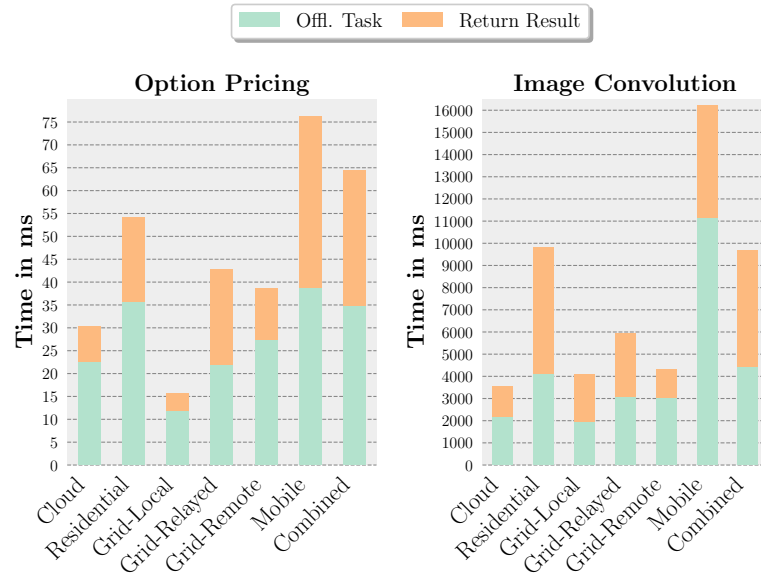 Offl. Task
Return Result
Option Pricing
Time in ms
75
70
65
60
55
50
45
40
35
30
25
20
15
10
5
0
Cloud
Residential
Grid-Local
Grid-Relayed
Grid-Remote
Mobile
Combined
Image Convolution
Time in ms
16000
15000
14000
13000
12000
11000
10000
9000
8000
7000
6000
5000
4000
3000
2000
1000
0
Cloud
Residential
Grid-Local
Grid-Relayed
Grid-Remote
Mobile
Combined